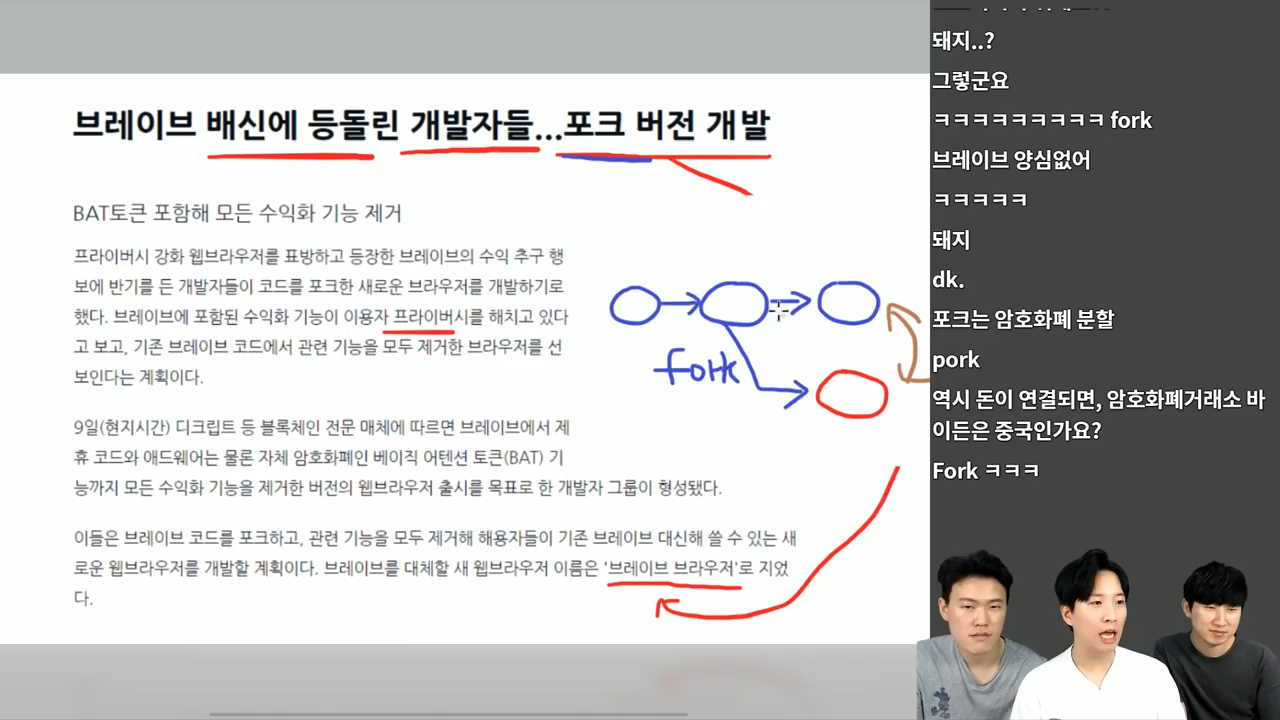 브레이브 배신에 등돌린 개발자들...포크 버전 개발
BAT토큰 포함해 모든 수익화 기능 제거
프라이버시 강화 웹브라우저를 표방하고 등장한 브레이브의 수익 추구 행
보에 반기를 든 개발자들이 코드를 포크한 새로운 브라우저를 개발하기로
했다. 브레이브에 포함된 수익화 기능이 이용자 프라이버시를 해치고 있다
고 보고, 기존 브레이브 코드에서 관련 기능을 모두 제거한 브라우저를 선
보인다는 계획이다.
9일(현지시간) 디크립트 등 블록체인 전문 매체에 따르면 브레이브에서 제
휴 코드와 애드웨어는 물론 자체 암호화폐인 베이직 어텐션 토큰(BAT) 기
능까지 모든 수익화 기능을 제거한 버전의 웹브라우저 출시를 목표로 한 개발자 그룹이 형성됐다.
이들은 브레이브 코드를 포크하고, 관련 기능을 모두 제거해 해용자들이 기존 브레이브 대신해 쓸 수 있는 새
로운 웹브라우저를 개발할 계획이다. 브레이브를 대체할 새 웹브라우저 이름은 '브레이브 브라우저'로 지었
다.
fork
돼지..?
그렇군요
ㅋㅋㅋㅋㅋㅋㅋㅋㅋ fork
브레이브 양심없어
ㅋㅋㅋㅋㅋ
돼지
dk.
포크는 암호화폐 분할
pork
역시 돈이 연결되면, 암호화폐거래소 바
이든은 중국인가요?
Fork ㅋㅋㅋ